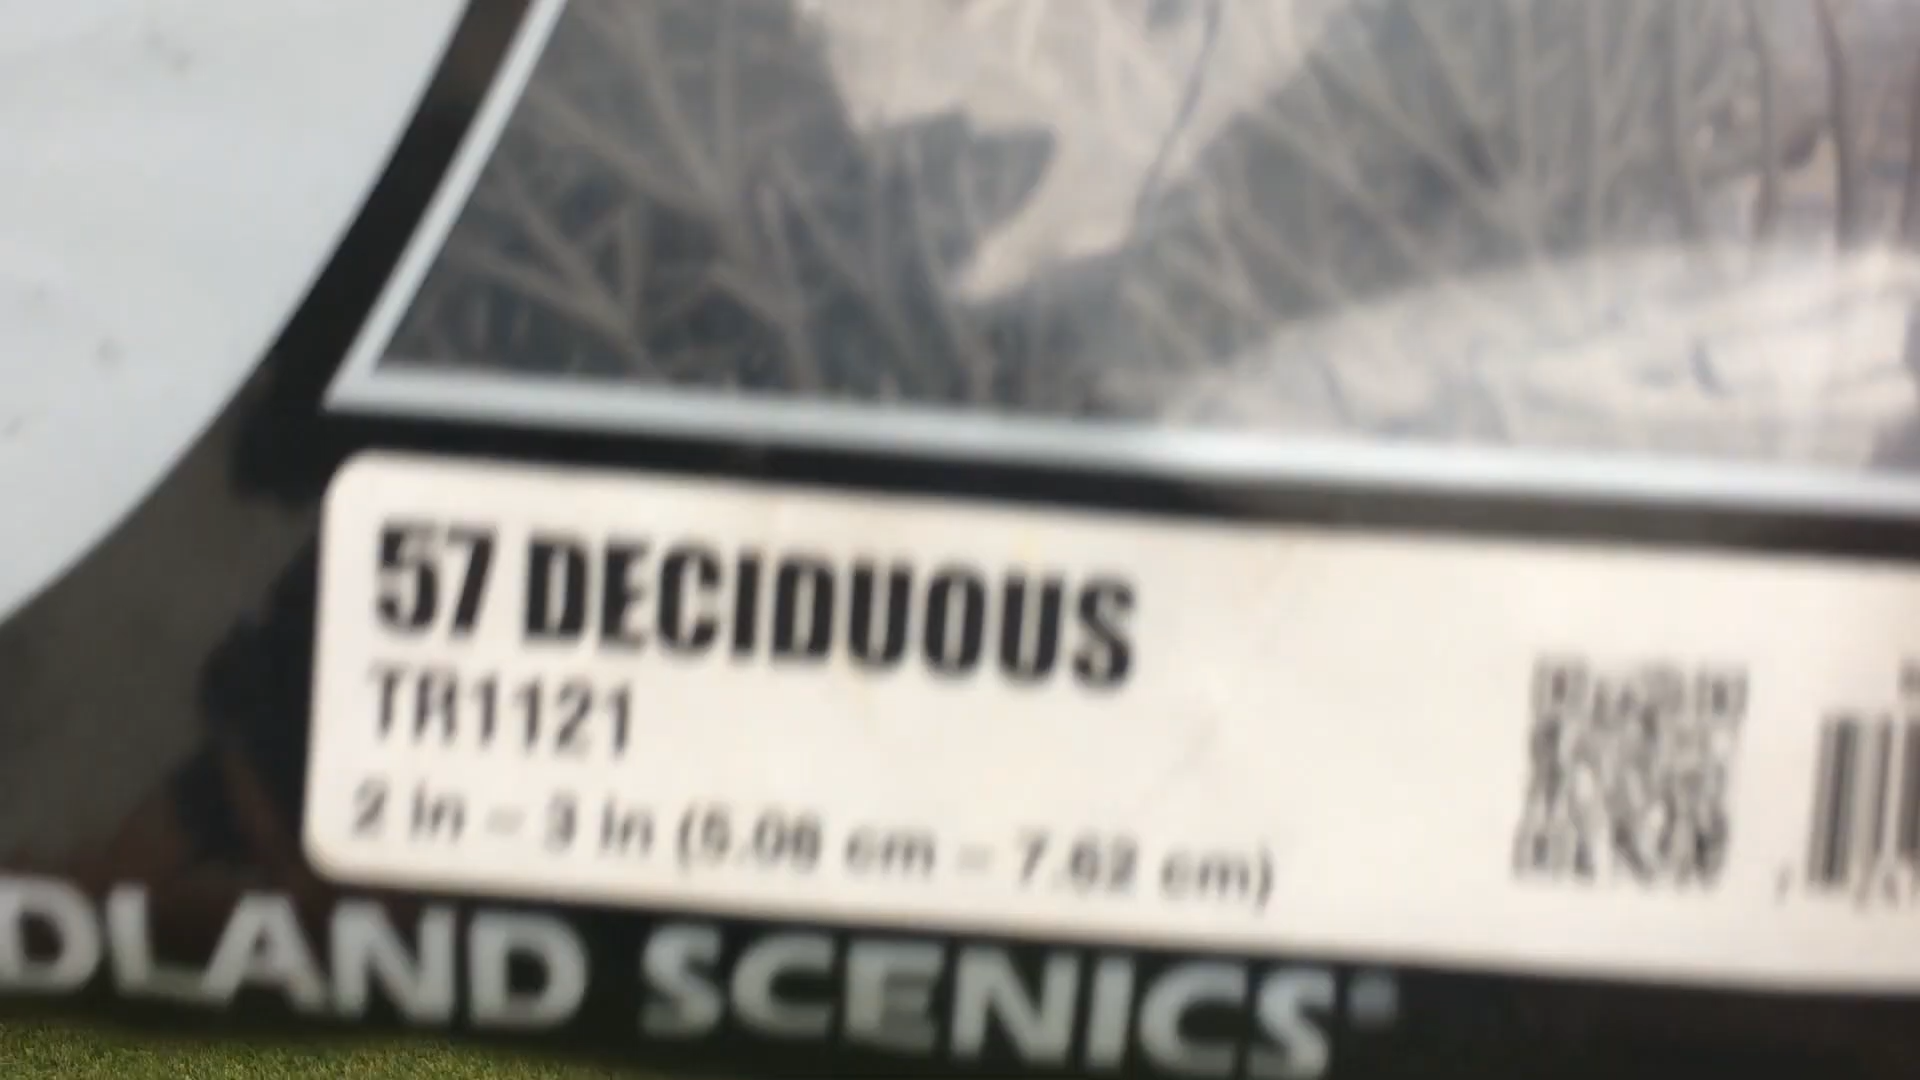 57 DECIDUOUS
TR1121
2 in – 3 in (5.08 cm – 7.62 cm)
DLAND SCENICS®